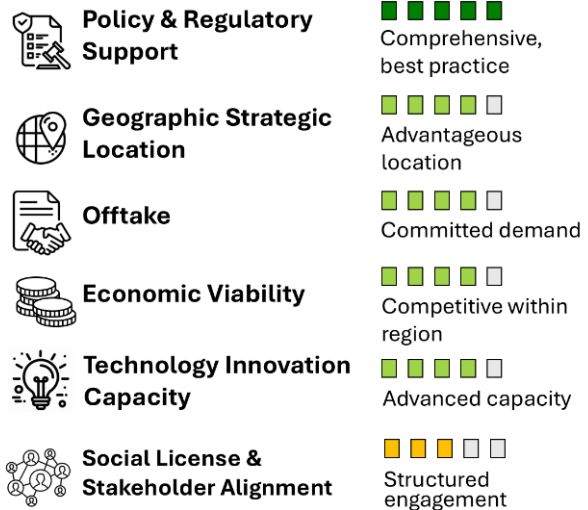 Policy & Regulatory
Support
Comprehensive,
best practice
Geographic Strategic
Location
Advantageous
location
Offtake
Committed demand
Economic Viability
Competitive within
region
Technology Innovation
Capacity
Advanced capacity
Social License &
Stakeholder Alignment
Structured
engagement